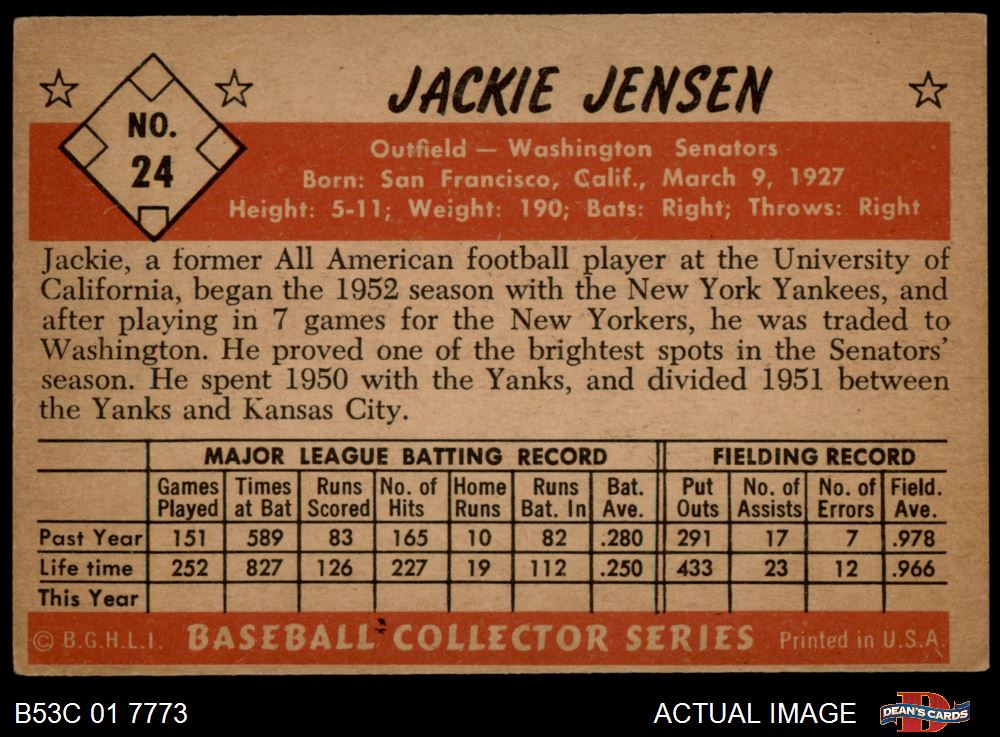 NO.
24
JACKIE JENSEN
Outfield — Washington Senators
Born: San Francisco, Calif., March 9, 1927
Height: 5-11; Weight: 190; Bats: Right; Throws: Right
Jackie, a former All American football player at the University of
California, began the 1952 season with the New York Yankees, and
after playing in 7 games for the New Yorkers, he was traded to
Washington. He proved one of the brightest spots in the Senators'
season. He spent 1950 with the Yanks, and divided 1951 between
the Yanks and Kansas City.
MAJOR LEAGUE BATTING RECORD FIELDING RECORD
Games Times Runs No. of Home Runs Bat. Put No. of No. of Field.
Played at Bat Scored Hits Runs Bat. In Ave. Outs Assists Errors Ave.
Past Year 151 589 83 165 10 82 .280 291 17 7 .978
Life time 252 827 126 227 19 112 .250 433 23 12 .966
This Year
© B.G.H.L.I. BASEBALL COLLECTOR SERIES Printed in U.S.A.
B53C 01 7773 ACTUAL IMAGE DEAN'S CARDS